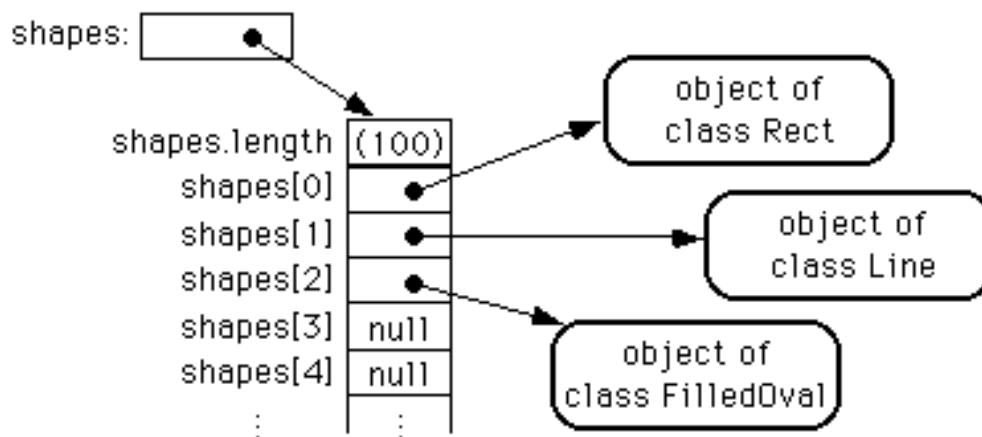 shapes:
object of
class Rect
shapes.length (100)
shapes[0]
shapes[1]
object of
class Line
shapes[2]
shapes[3] null
object of
class FilledOval
shapes[4] null